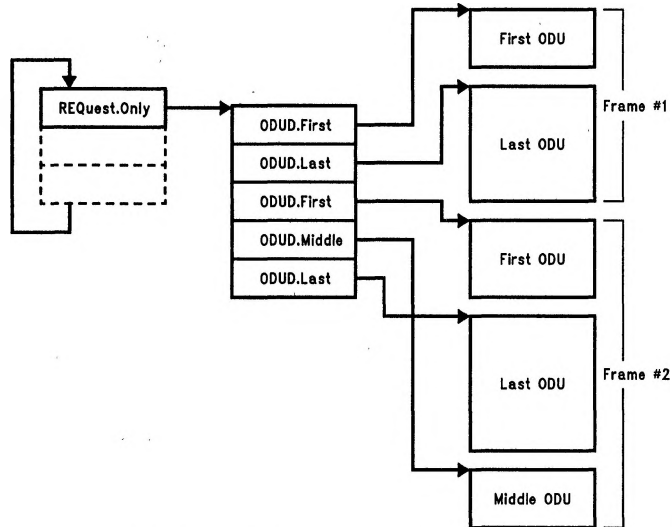 REQuest.Only
ODUD.First
ODUD.Last
ODUD.First
ODUD.Middle
ODUD.Last
First ODU
Last ODU
Frame #1
First ODU
Last ODU
Middle ODU
Frame #2